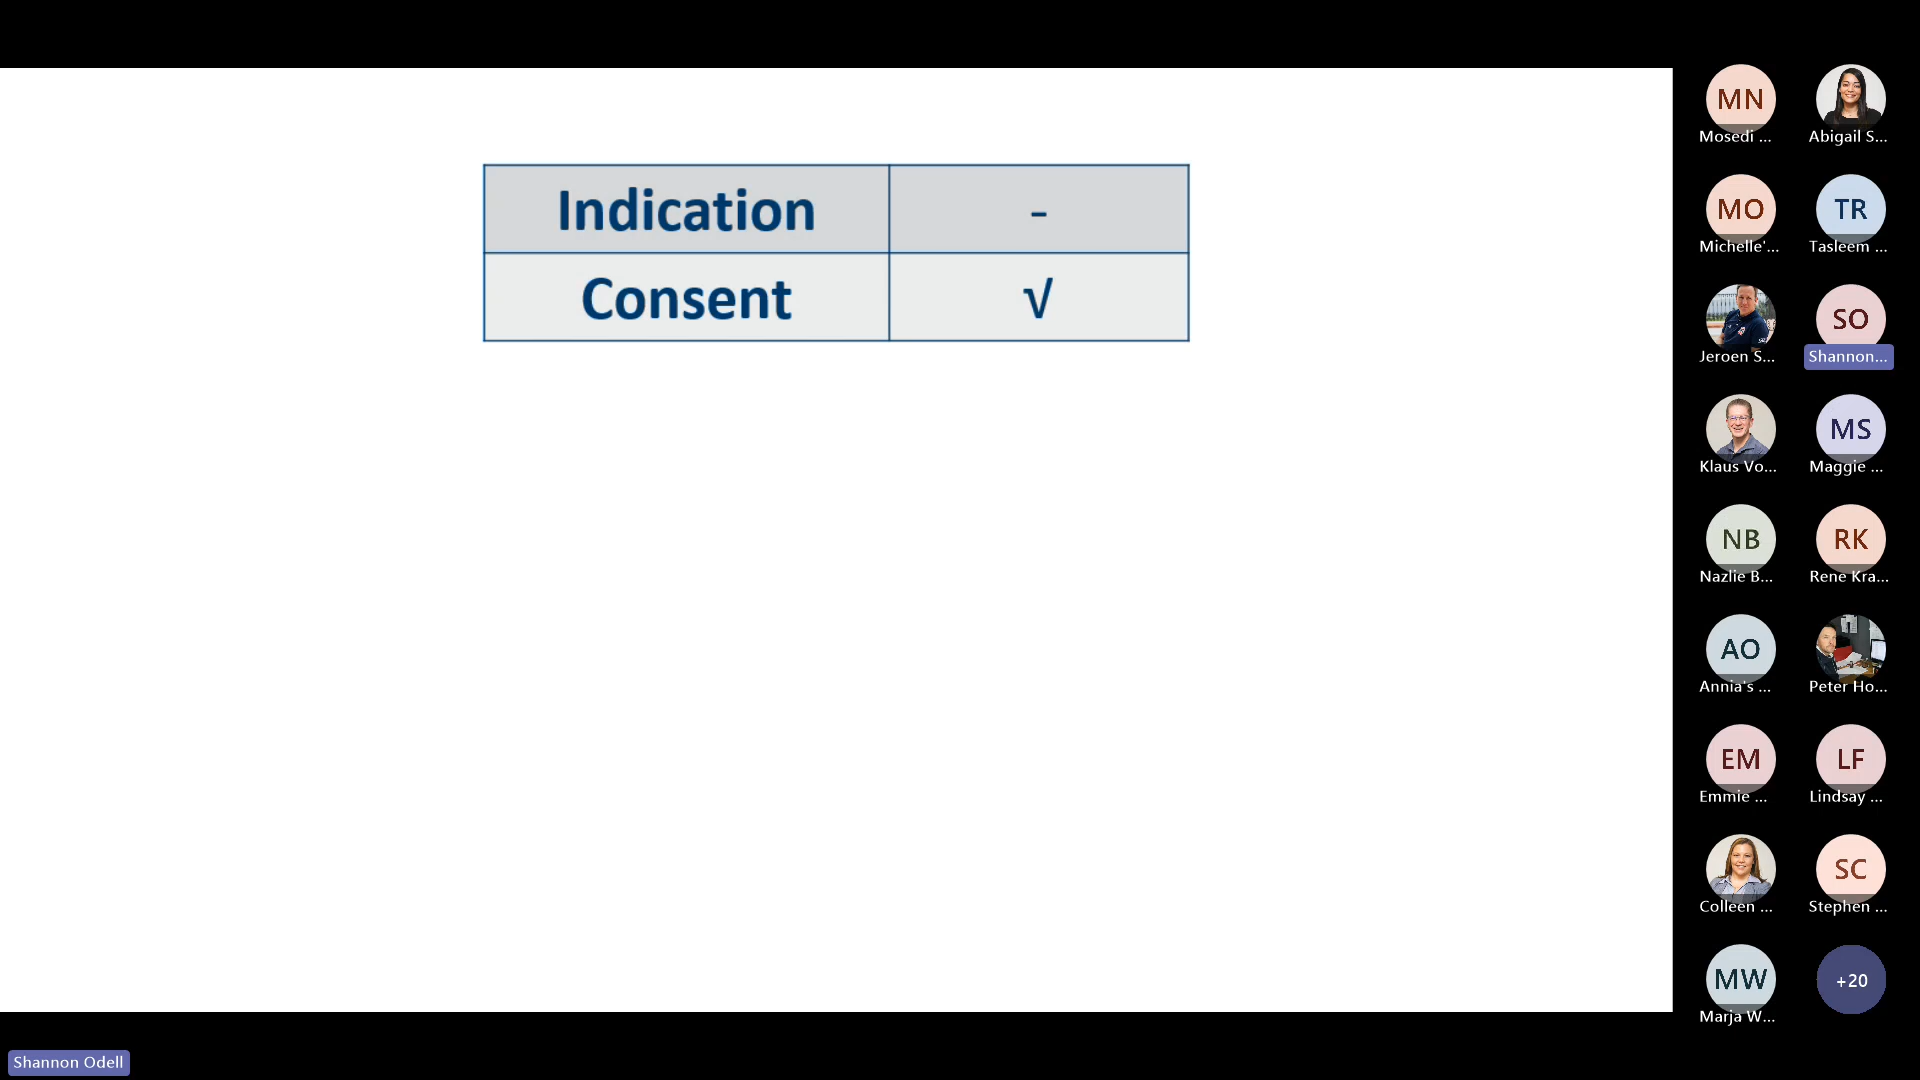 Indication -
Consent √
MN
Mosedi ...
Abigail S...
MO
Michelle'...
TR
Tasleem ...
Jeroen S...
SO
Shannon...
Klaus Vo...
MS
Maggie ...
NB
Nazlie B...
RK
Rene Kra...
AO
Annia's ...
Peter Ho...
EM
Emmie ...
LF
Lindsay ...
Colleen ...
SC
Stephen ...
MW
Marja W...
+20
Shannon Odell